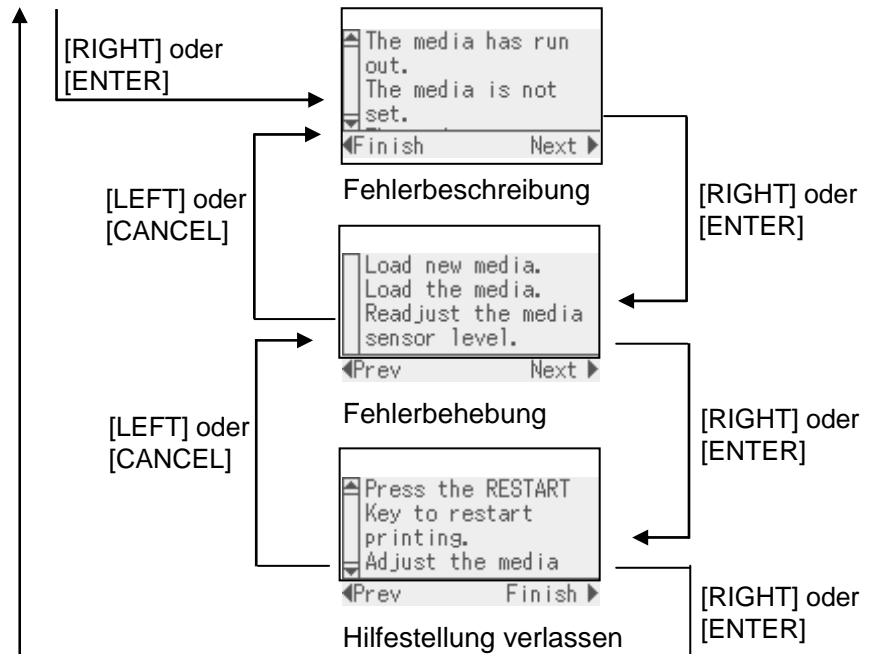 [RIGHT] oder
[ENTER]
The media has run
out.
The media is not
set.
Finish Next
Fehlerbeschreibung
[LEFT] oder
[CANCEL]
[RIGHT] oder
[ENTER]
Load new media.
Load the media.
Readjust the media
sensor level.
Prev Next
Fehlerbehebung
[LEFT] oder
[CANCEL]
[RIGHT] oder
[ENTER]
Press the RESTART
Key to restart
printing.
Adjust the media
Prev Finish
Hilfestellung verlassen
[RIGHT] oder
[ENTER]